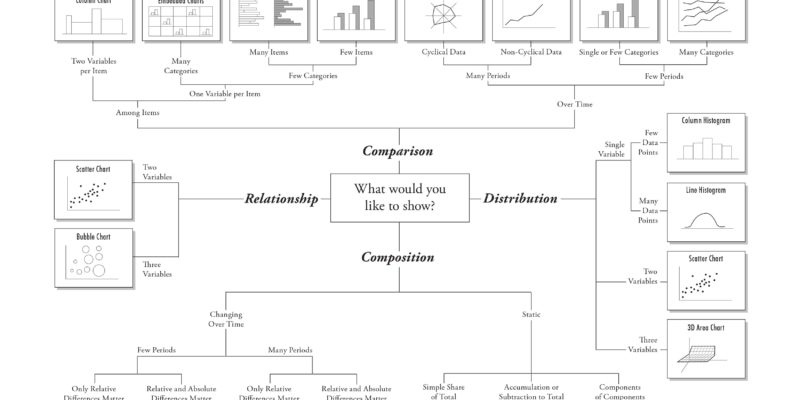 Column Chart
Embedded Charts
Many Items
Few Items
Cyclical Data
Non-Cyclical Data
Single or Few Categories
Many Categories
Two Variables
per Item
Many
Categories
Few Categories
Many Periods
Few Periods
One Variable per Item
Among Items
Over Time
Comparison
Column Histogram
Few
Data
Points
Single
Variable
Scatter Chart
Two
Variables
Relationship
What would you
like to show?
Distribution
Many
Data
Points
Line Histogram
Bubble Chart
Three
Variables
Composition
Two
Variables
Scatter Chart
Changing
Over Time
Static
3D Area Chart
Three
Variables
Few Periods
Many Periods
Only Relative
Differences Matter
Relative and Absolute
Differences Matter
Only Relative
Differences Matter
Relative and Absolute
Differences Matter
Simple Share
of Total
Accumulation or
Subtraction to Total
Components
of Components